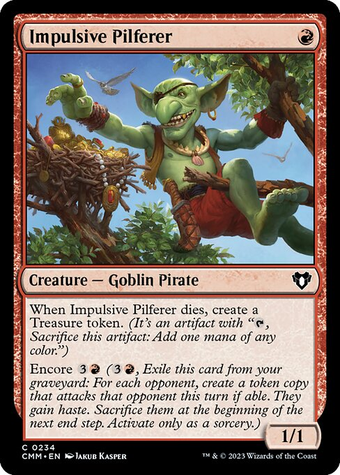 Impulsive Pilferer
Creature — Goblin Pirate
When Impulsive Pilferer dies, create a
Treasure token. (It's an artifact with “, 
Sacrifice this artifact: Add one mana of any
color.”)
Encore 3 (3, Exile this card from your
graveyard: For each opponent, create a token copy
that attacks that opponent this turn if able. They
gain haste. Sacrifice them at the beginning of the
next end step. Activate only as a sorcery.)
1/1
C 0234
CMM • EN Jakub Kasper
™ & © 2023 Wizards of the Coast